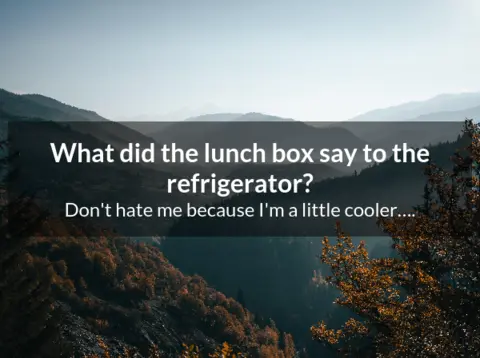 What did the lunch box say to the
refrigerator?
Don't hate me because I'm a little cooler....